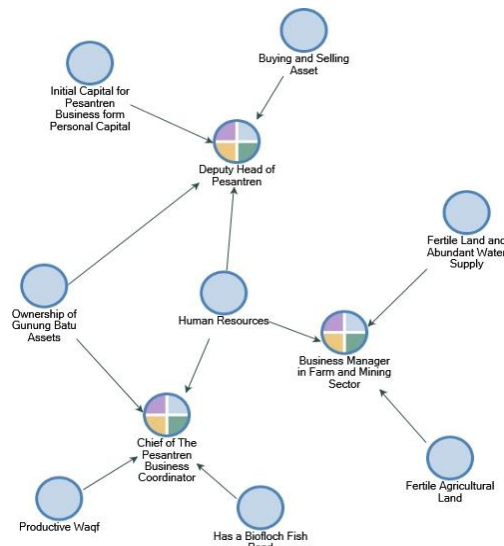 Buying and Selling
Asset
Initial Capital for
Pesantren
Business form
Personal Capital
Deputy Head of
Pesantren
Fertile Land and
Abundant Water
Supply
Ownership of
Gunung Batu
Assets
Human Resources
Business Manager
in Farm and Mining
Sector
Chief of The
Pesantren
Business
Coordinator
Fertile Agricultural
Land
Productive Waqf
Has a Biofloch Fish